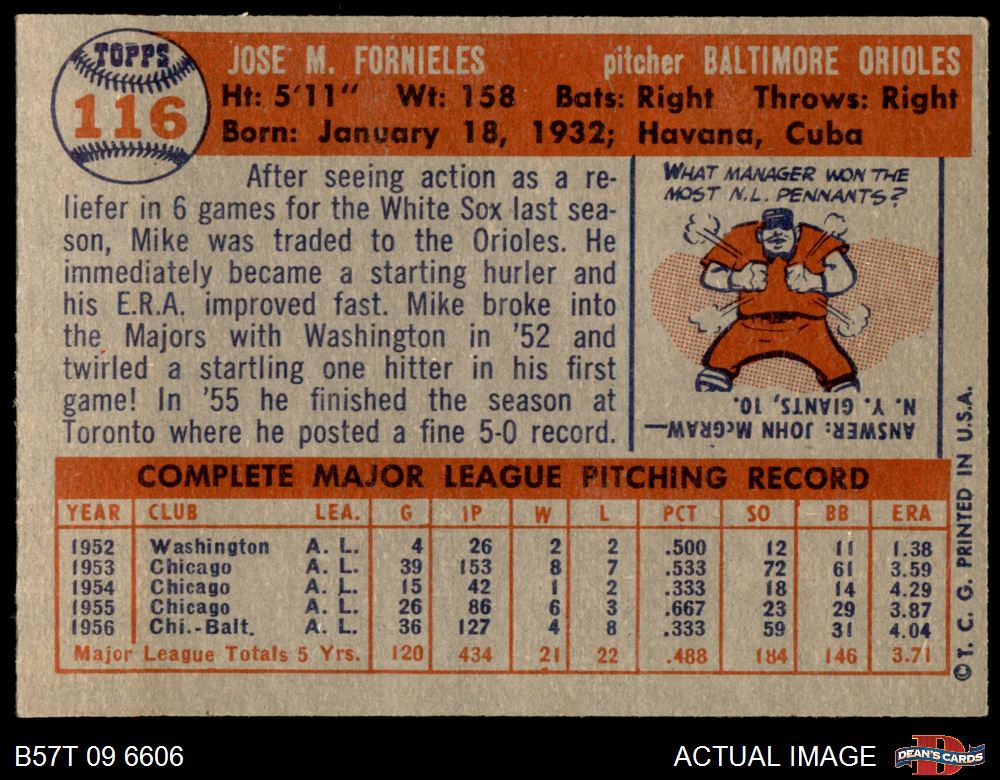 TOPPS
116
JOSE M. FORNIELES pitcher BALTIMORE ORIOLES
Ht: 5'11" Wt: 158 Bats: Right Throws: Right
Born: January 18, 1932; Havana, Cuba
After seeing action as a re-
liefer in 6 games for the White Sox last sea-
son, Mike was traded to the Orioles. He
immediately became a starting hurler and
his E.R.A. improved fast. Mike broke into
the Majors with Washington in '52 and
twirled a startling one hitter in his first
game! In '55 he finished the season at
Toronto where he posted a fine 5-0 record.
WHAT MANAGER WON THE
MOST N.L. PENNANTS?
ANSWER: JOHN McGRAW—
N. Y. GIANTS, 10.
COMPLETE MAJOR LEAGUE PITCHING RECORD
YEAR CLUB LEA. G IP W L PCT SO BB ERA
1952 Washington A. L. 4 26 2 2 .500 12 11 1.38
1953 Chicago A. L. 39 153 8 7 .533 72 61 3.59
1954 Chicago A. L. 15 42 1 2 .333 18 14 4.29
1955 Chicago A. L. 26 86 6 3 .667 23 29 3.87
1956 Chi.-Balt. A. L. 36 127 4 8 .333 59 31 4.04
Major League Totals 5 Yrs. 120 434 21 22 .488 184 146 3.71
© T. C. G. PRINTED IN U.S.A.
B57T 09 6606
ACTUAL IMAGE
DEAN'S CARDS